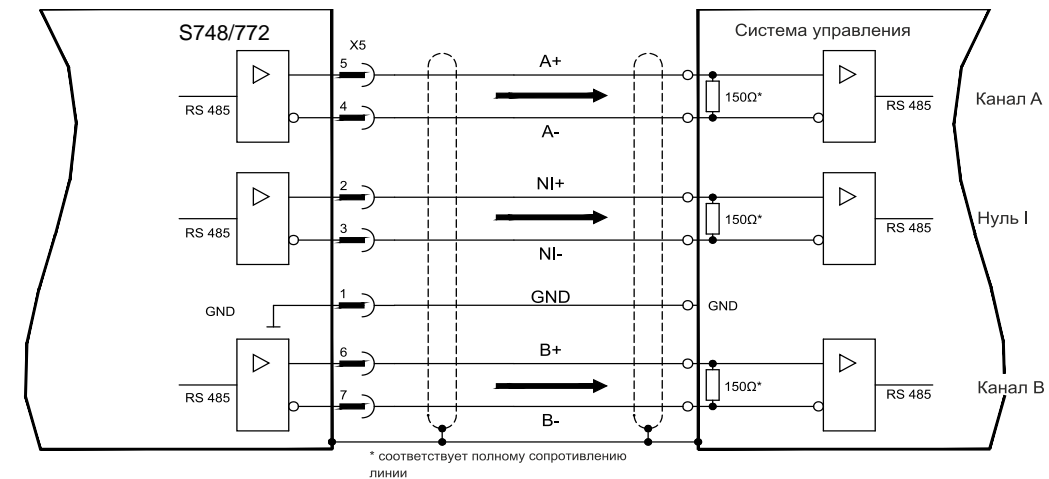 S748/772
X5
Система управления
5
A+
RS 485
150Ω*
RS 485
Канал A
4
A-
2
NI+
RS 485
150Ω*
RS 485
Нуль I
3
NI-
1
GND
GND
GND
6
B+
RS 485
150Ω*
RS 485
Канал B
7
B-
* соответствует полному сопротивлению
линии